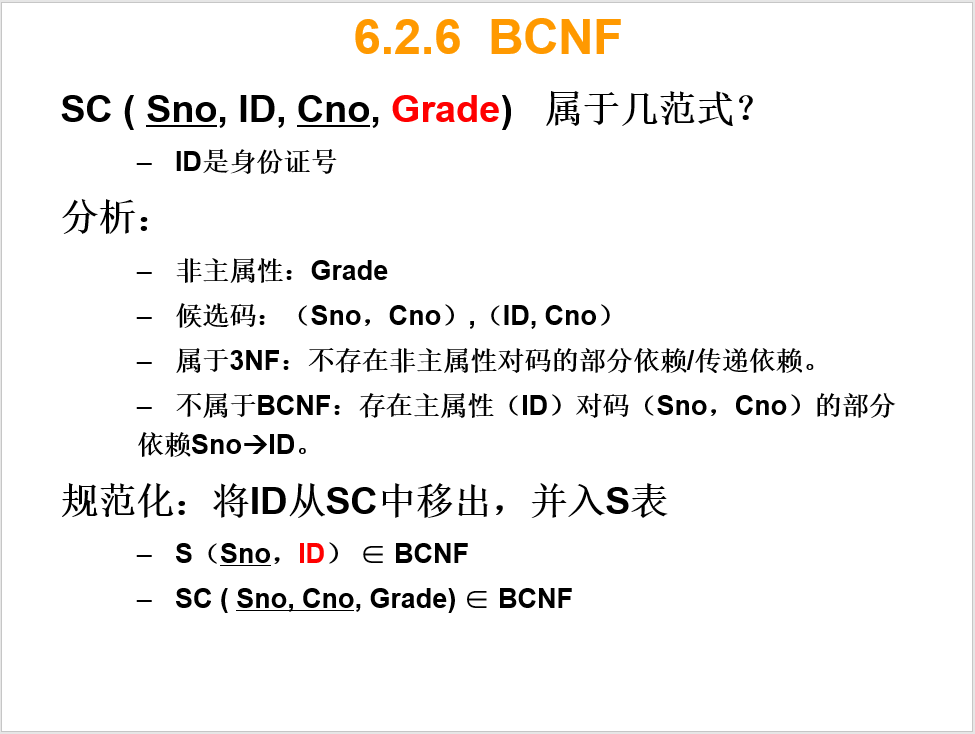 6.2.6 BCNF
SC ( Sno, ID, Cno, Grade) 属于几范式？
– ID是身份证号
分析：
– 非主属性：Grade
– 候选码：（Sno，Cno）,（ID, Cno）
– 属于3NF：不存在非主属性对码的部分依赖/传递依赖。
– 不属于BCNF：存在主属性（ID）对码（Sno，Cno）的部分
依赖Sno→ID。
规范化：将ID从SC中移出，并入S表
– S（Sno，ID） ∈ BCNF
– SC ( Sno, Cno, Grade) ∈ BCNF